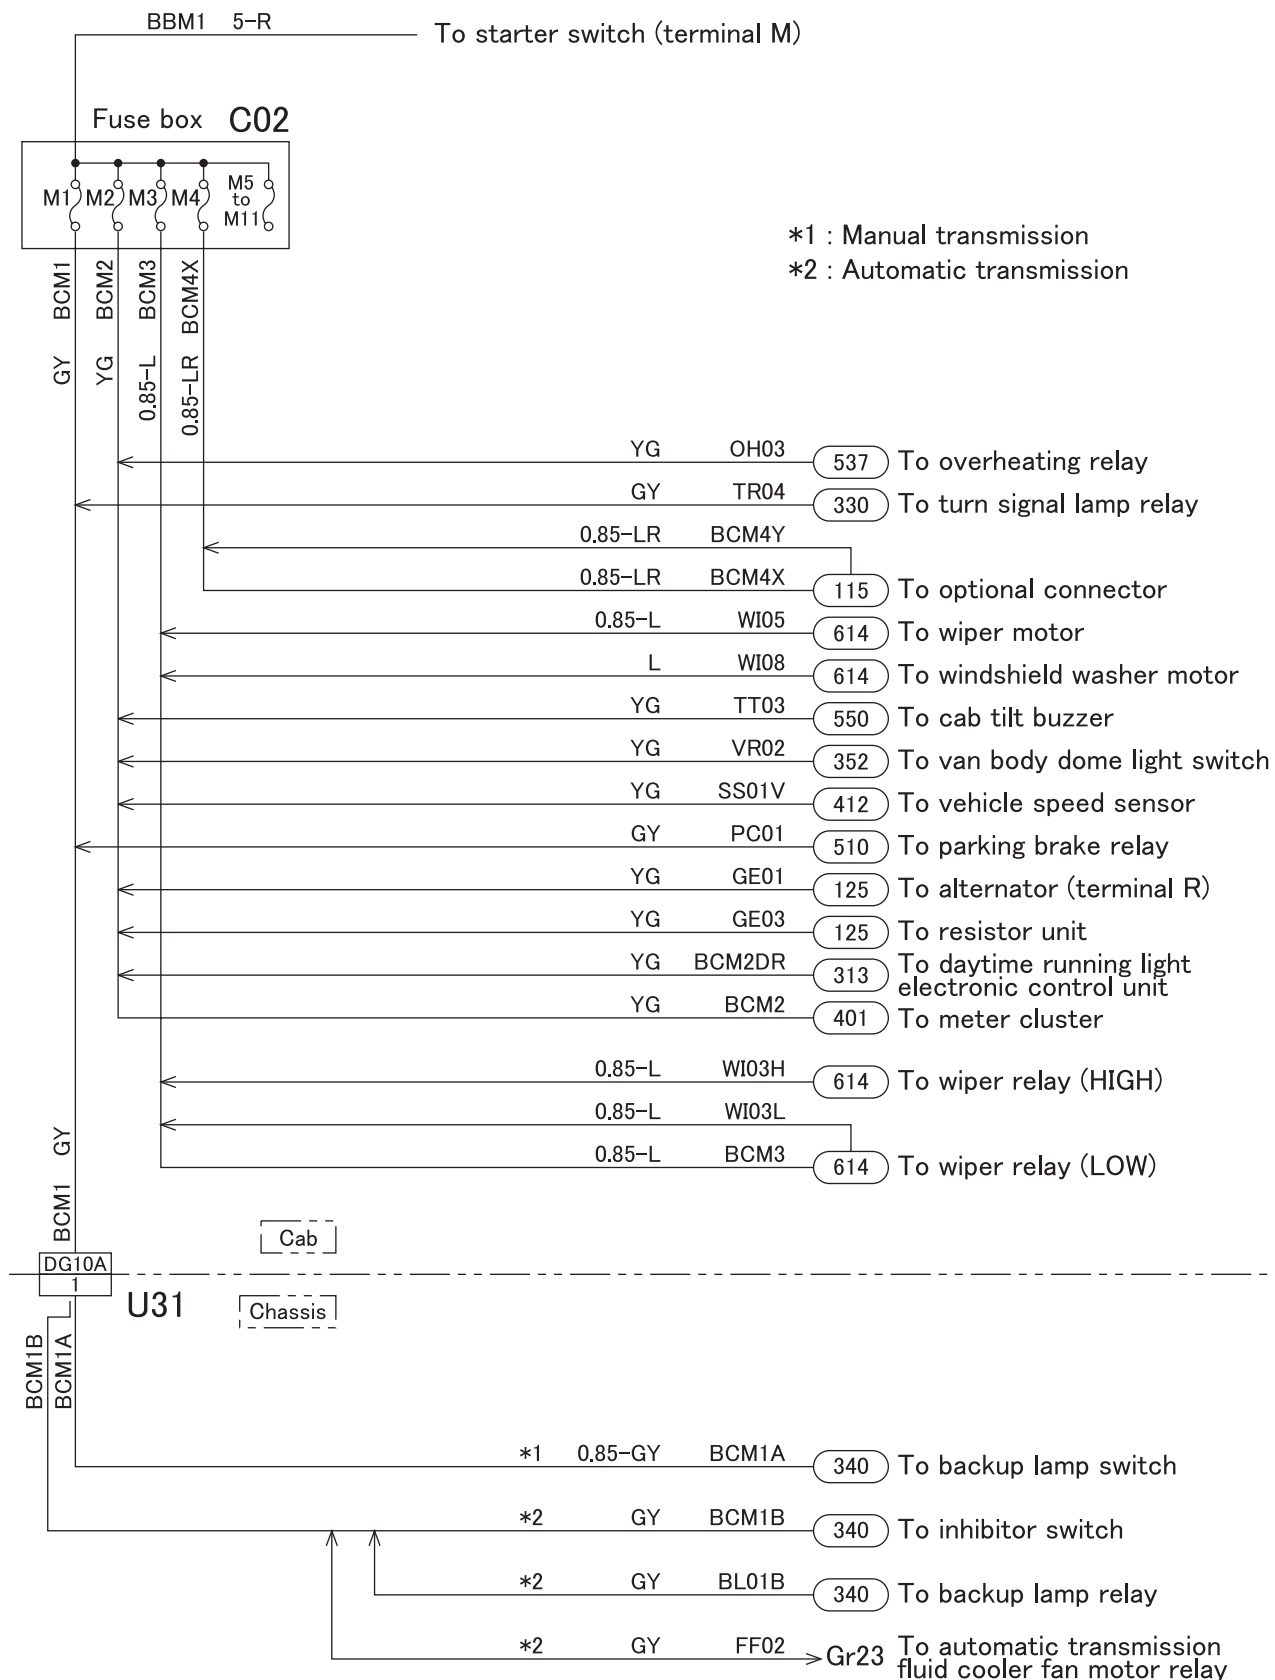 BBM1 5-R To starter switch (terminal M)
Fuse box C02
M1 M2 M3 M4 M5 to M11
*1 : Manual transmission
*2 : Automatic transmission
GY BCM1
YG BCM2
0.85-L BCM3
0.85-LR BCM4X
YG OH03 537 To overheating relay
GY TR04 330 To turn signal lamp relay
0.85-LR BCM4Y
0.85-LR BCM4X 115 To optional connector
0.85-L WI05 614 To wiper motor
L WI08 614 To windshield washer motor
YG TT03 550 To cab tilt buzzer
YG VR02 352 To van body dome light switch
YG SS01V 412 To vehicle speed sensor
GY PC01 510 To parking brake relay
YG GE01 125 To alternator (terminal R)
YG GE03 125 To resistor unit
YG BCM2DR 313 To daytime running light
electronic control unit
YG BCM2 401 To meter cluster
0.85-L WI03H 614 To wiper relay (HIGH)
0.85-L WI03L
0.85-L BCM3 614 To wiper relay (LOW)
BCM1 GY
Cab
DG10A
1
U31
Chassis
BCM1B
BCM1A
*1 0.85-GY BCM1A 340 To backup lamp switch
*2 GY BCM1B 340 To inhibitor switch
*2 GY BL01B 340 To backup lamp relay
*2 GY FF02 Gr23 To automatic transmission
fluid cooler fan motor relay